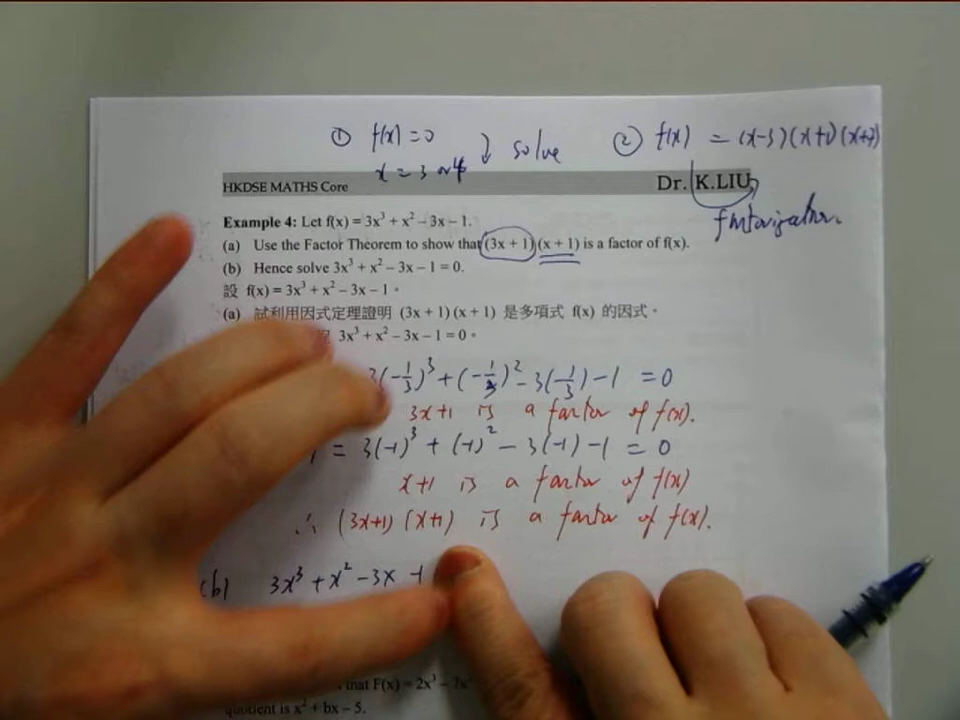 ① f(x) = 0 ↓ solve ② f(x) = (x-3)(x+1)(x+4)
x = 3 or 4
HKDSE MATHS Core Dr. K.LIU
factorization.
Example 4: Let f(x) = 3x³ + x² – 3x – 1.
(a) Use the Factor Theorem to show that (3x + 1) (x + 1) is a factor of f(x).
(b) Hence solve 3x³ + x² – 3x – 1 = 0.
設 f(x) = 3x³ + x² – 3x – 1。
(a) 試利用因式定理證明 (3x + 1) (x + 1) 是多項式 f(x) 的因式。
3x³ + x² – 3x – 1 = 0。
3(-1/3)³ + (-1/3)² - 3(-1/3) - 1 = 0
3x+1 is a factor of f(x).
= 3(-1)³ + (-1)² - 3(-1) - 1 = 0
x+1 is a factor of f(x)
∴ (3x+1) (x+1) is a factor of f(x).
(b) 3x³ + x² - 3x - 1
that F(x) = 2x³ –
quotient is x² + bx – 5.